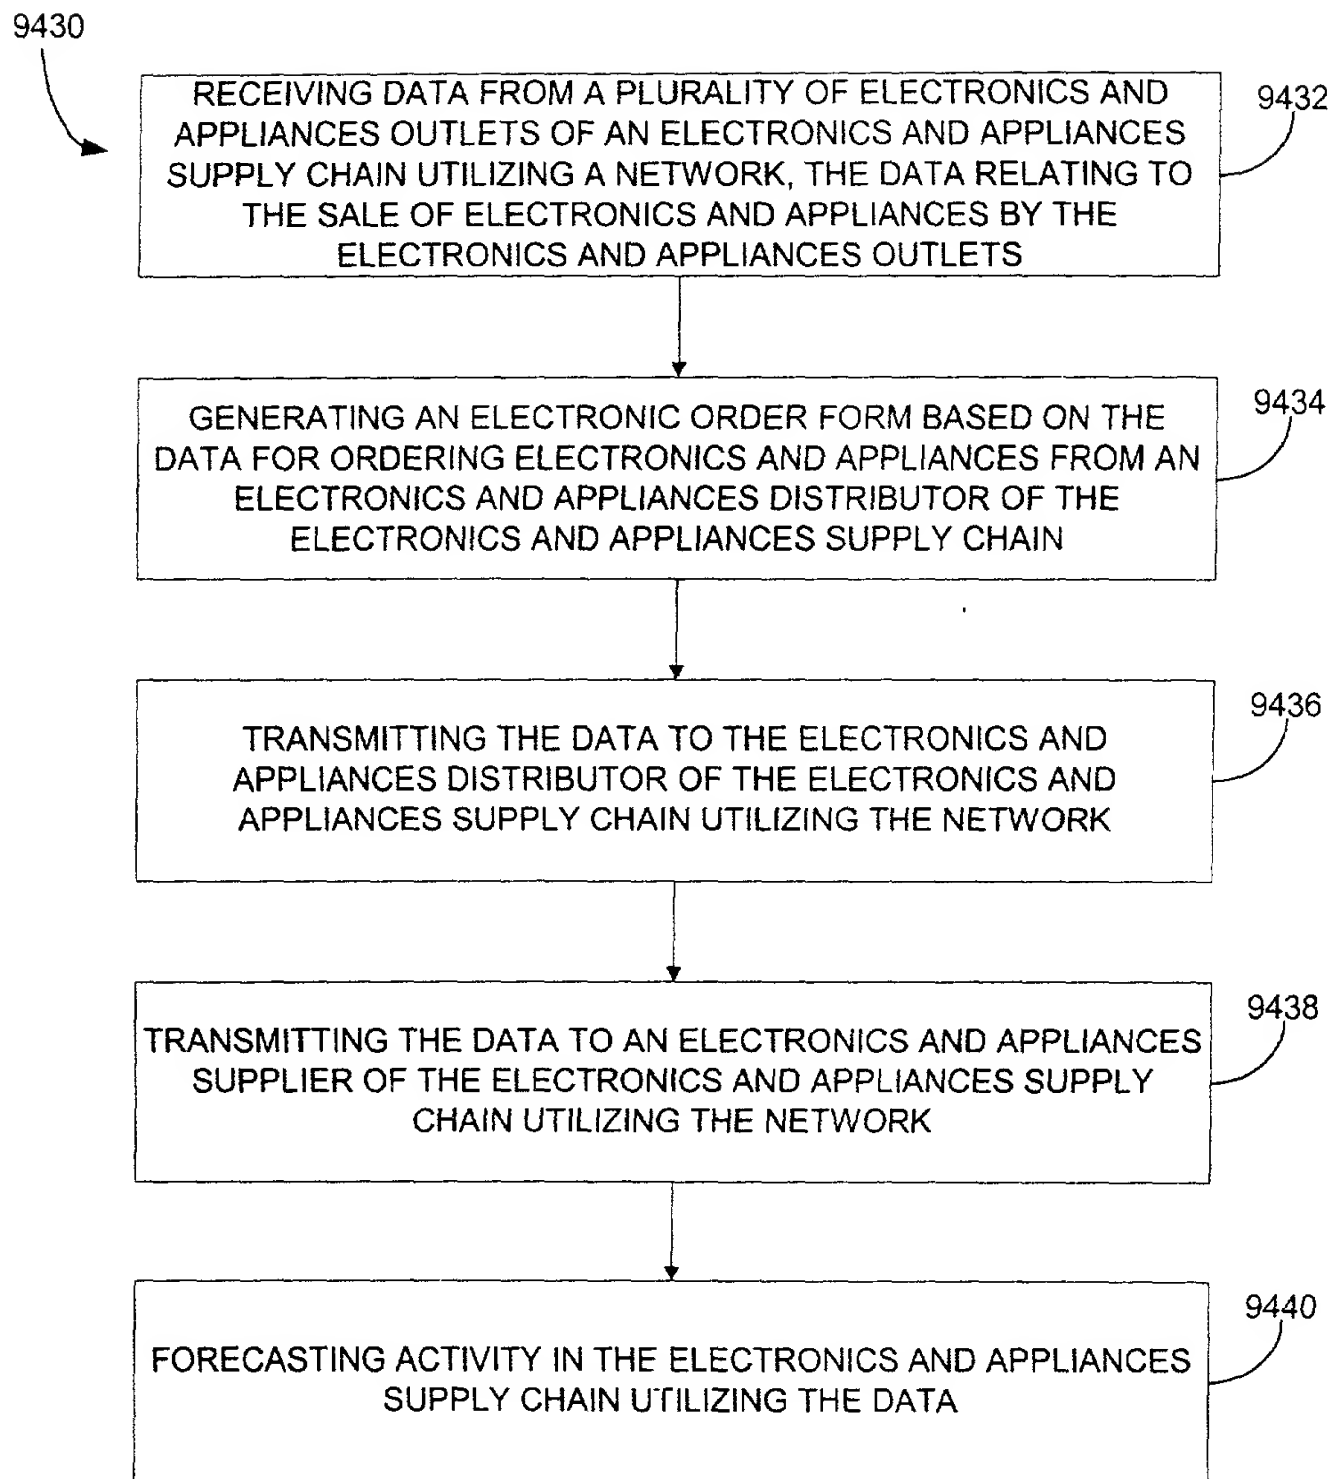 9430
RECEIVING DATA FROM A PLURALITY OF ELECTRONICS AND
APPLIANCES OUTLETS OF AN ELECTRONICS AND APPLIANCES
SUPPLY CHAIN UTILIZING A NETWORK, THE DATA RELATING TO
THE SALE OF ELECTRONICS AND APPLIANCES BY THE
ELECTRONICS AND APPLIANCES OUTLETS
9432
GENERATING AN ELECTRONIC ORDER FORM BASED ON THE
DATA FOR ORDERING ELECTRONICS AND APPLIANCES FROM AN
ELECTRONICS AND APPLIANCES DISTRIBUTOR OF THE
ELECTRONICS AND APPLIANCES SUPPLY CHAIN
9434
TRANSMITTING THE DATA TO THE ELECTRONICS AND
APPLIANCES DISTRIBUTOR OF THE ELECTRONICS AND
APPLIANCES SUPPLY CHAIN UTILIZING THE NETWORK
9436
TRANSMITTING THE DATA TO AN ELECTRONICS AND APPLIANCES
SUPPLIER OF THE ELECTRONICS AND APPLIANCES SUPPLY
CHAIN UTILIZING THE NETWORK
9438
FORECASTING ACTIVITY IN THE ELECTRONICS AND APPLIANCES
SUPPLY CHAIN UTILIZING THE DATA
9440